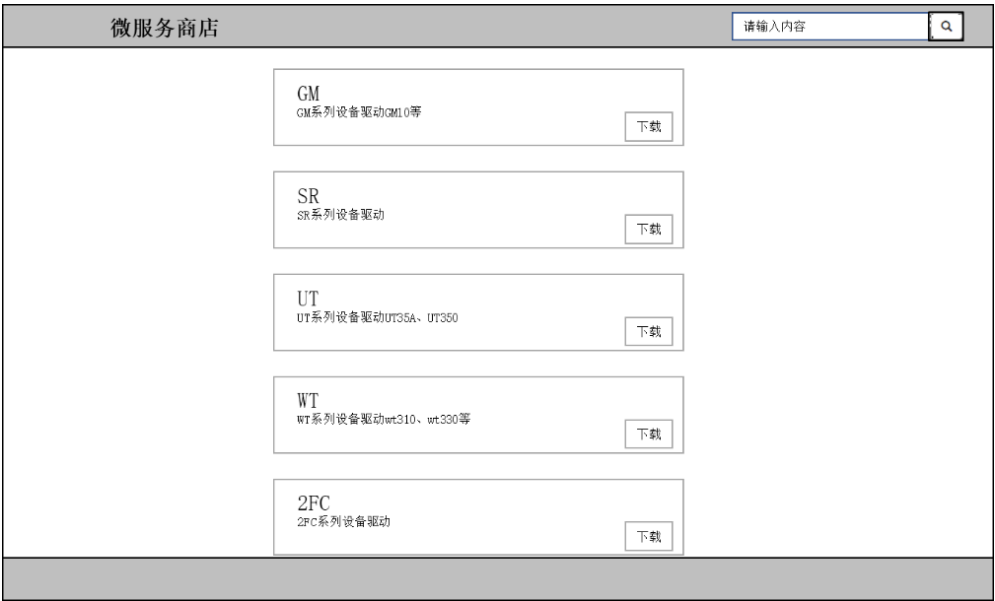 微服务商店
请输入内容
GM
GM系列设备驱动GM10等
下载
SR
SR系列设备驱动
下载
UT
UT系列设备驱动UT35A、UT350
下载
WT
WT系列设备驱动wt310、wt330等
下载
2FC
2FC系列设备驱动
下载